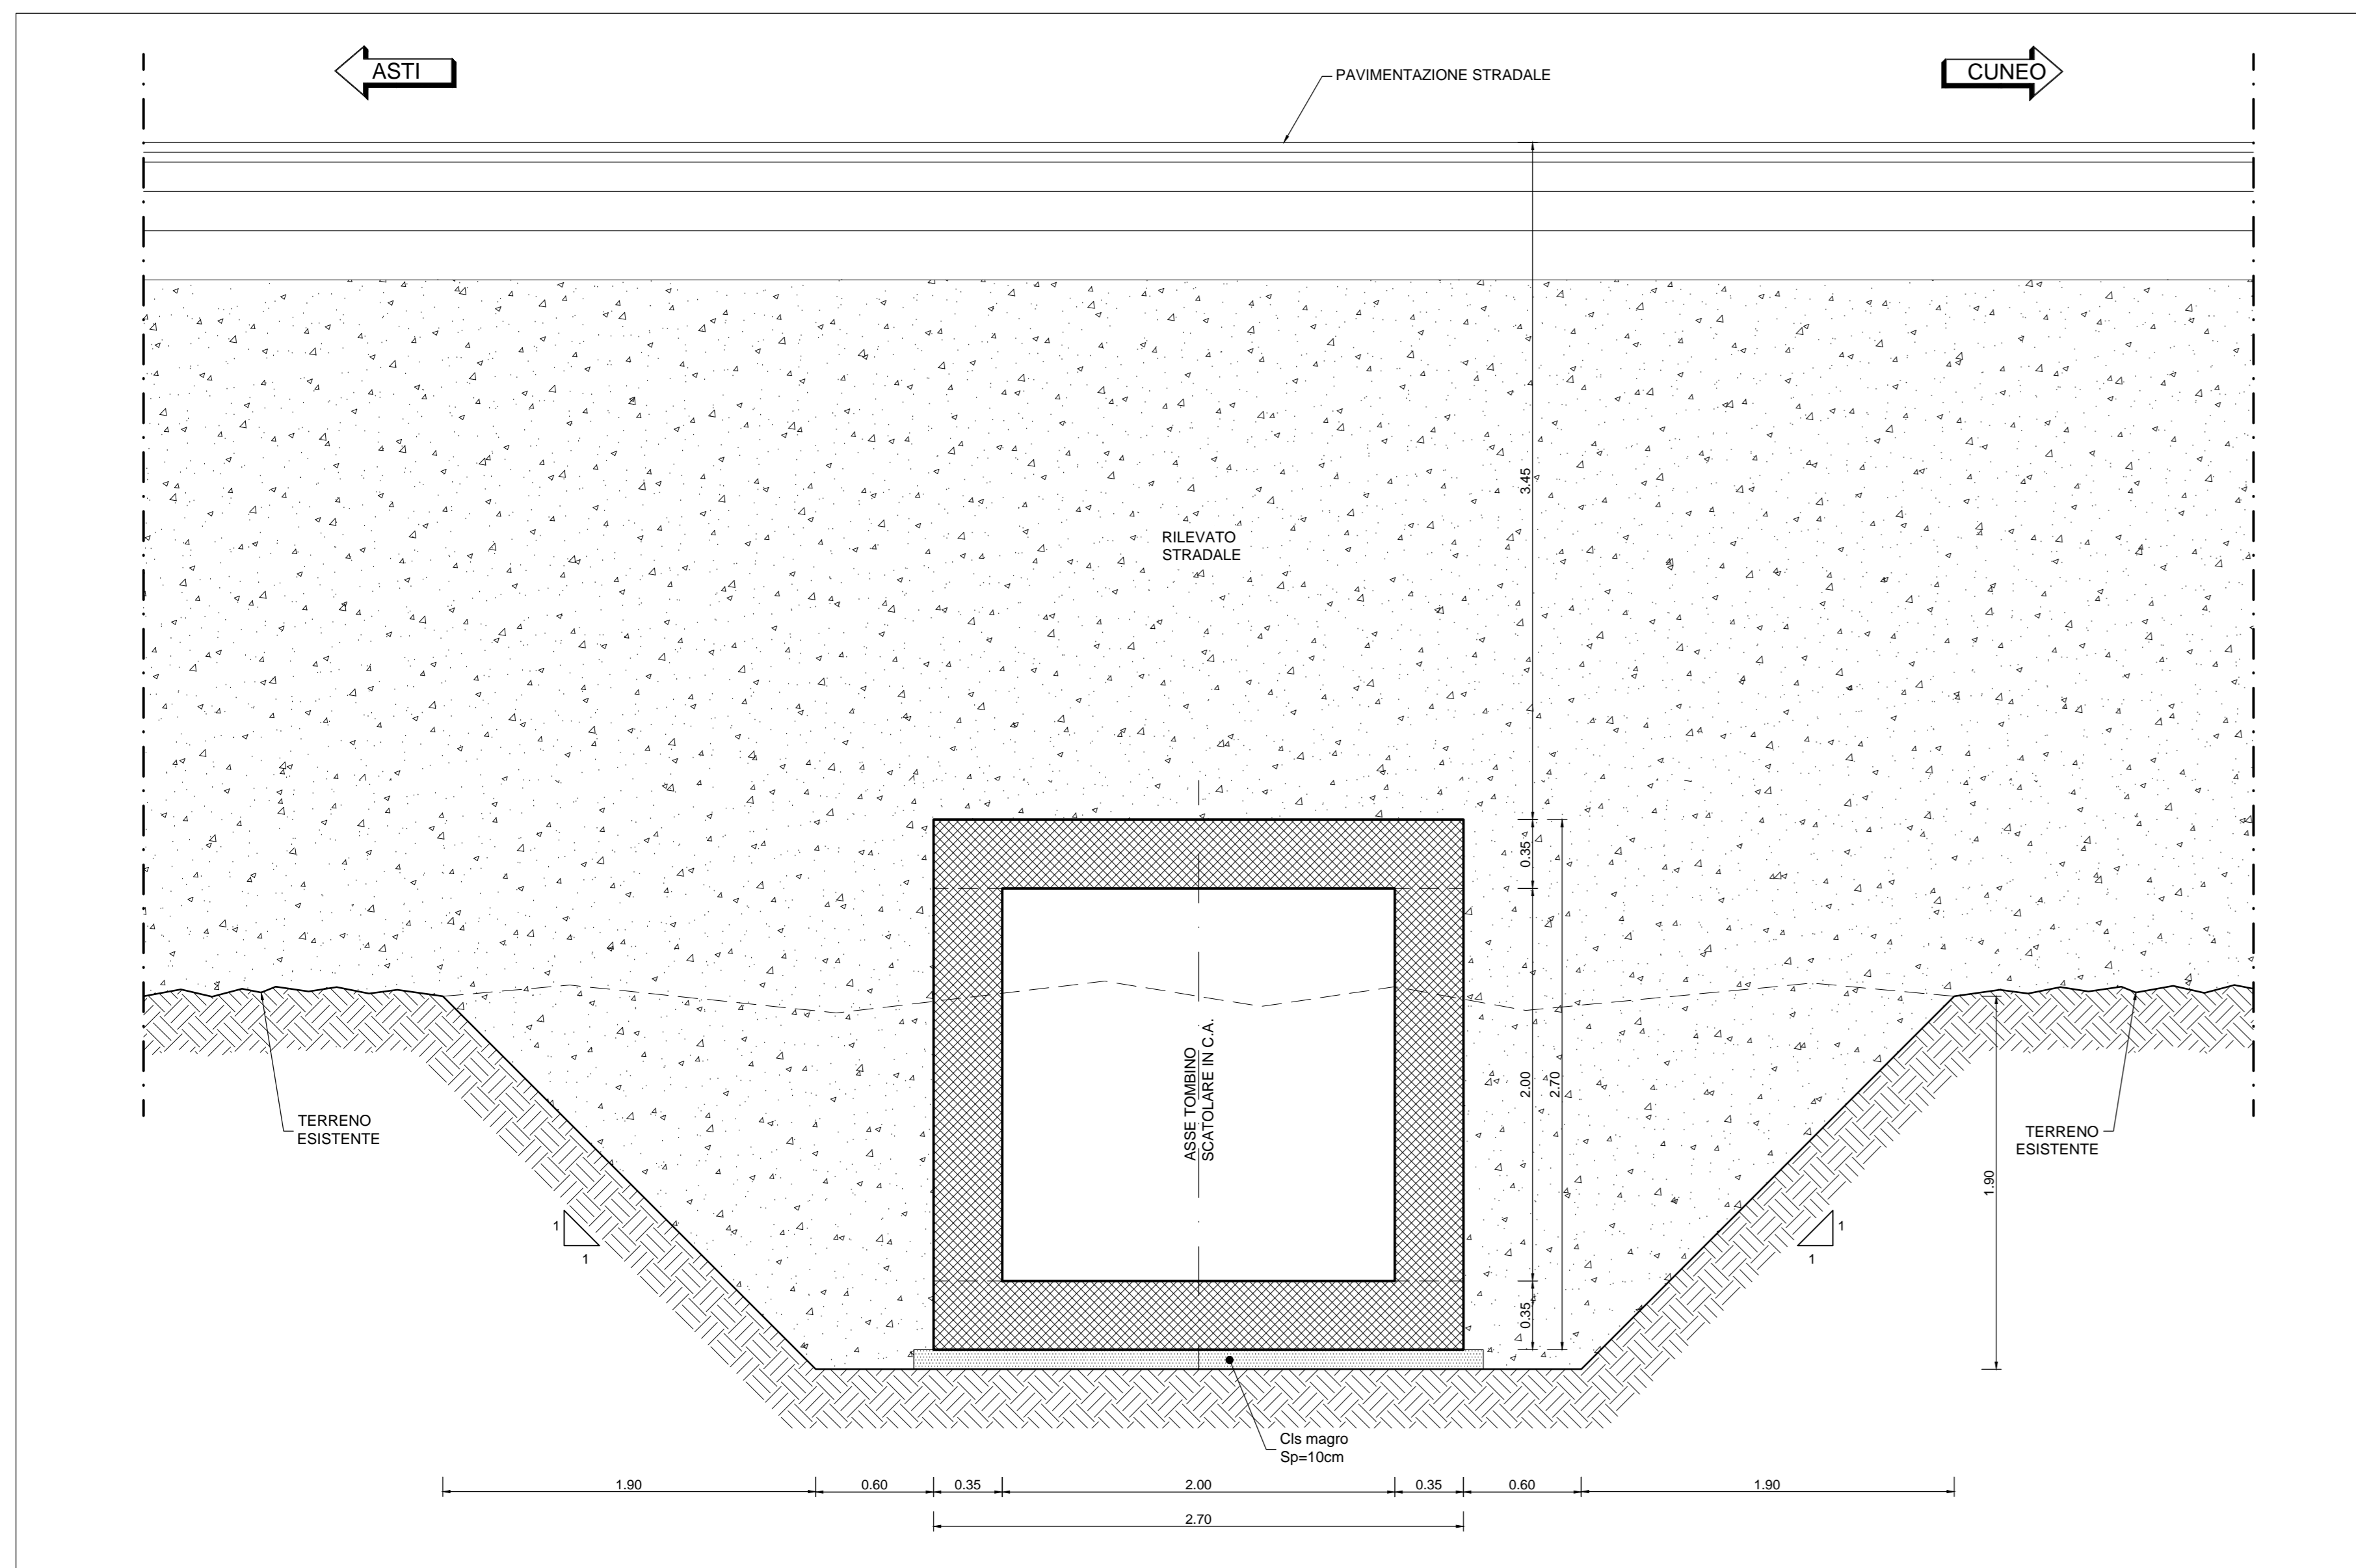 ASTI
CUNEO
PAVIMENTAZIONE STRADALE
3.45
RILEVATO
STRADALE
0.35
2.00
2.70
0.35
ASSE TOMBINO
SCATOLARE IN C.A.
TERRENO
ESISTENTE
TERRENO
ESISTENTE
1.90
1
1
1
1
Cls magro
Sp=10cm
1.90
0.60
0.35
2.00
0.35
0.60
1.90
2.70